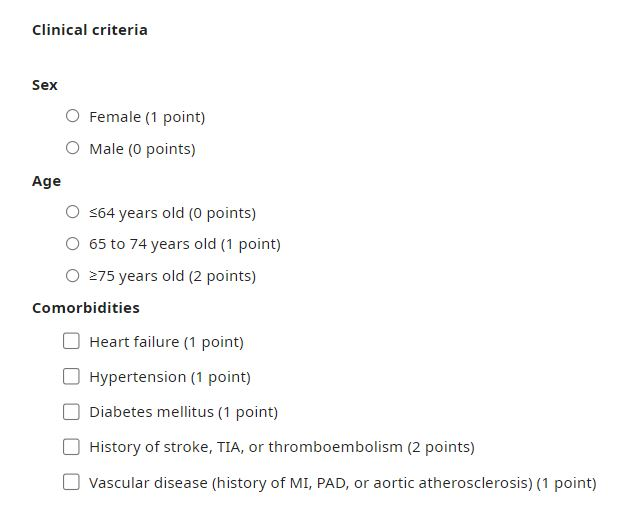 Clinical criteria
Sex
Female (1 point)
Male (0 points)
Age
≤64 years old (0 points)
65 to 74 years old (1 point)
≥75 years old (2 points)
Comorbidities
Heart failure (1 point)
Hypertension (1 point)
Diabetes mellitus (1 point)
History of stroke, TIA, or thromboembolism (2 points)
Vascular disease (history of MI, PAD, or aortic atherosclerosis) (1 point)